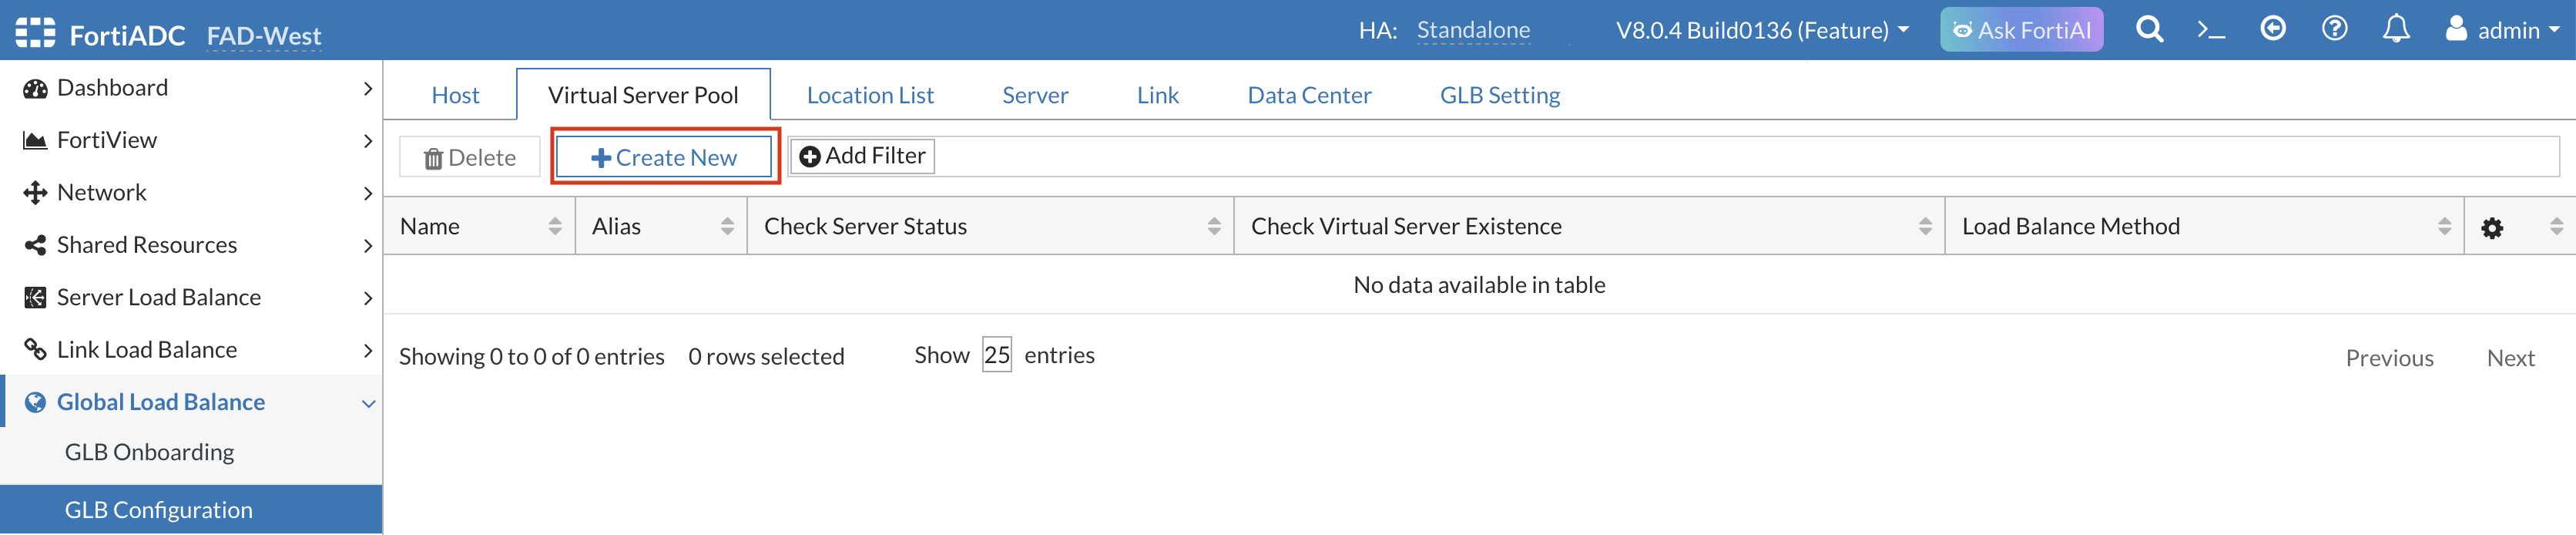 FortiADC FAD-West HA: Standalone V8.0.4 Build0136 (Feature) Ask FortiAI admin
Dashboard
FortiView
Network
Shared Resources
Server Load Balance
Link Load Balance
Global Load Balance
GLB Onboarding
GLB Configuration
Host Virtual Server Pool Location List Server Link Data Center GLB Setting
Delete Create New Add Filter
Name Alias Check Server Status Check Virtual Server Existence Load Balance Method
No data available in table
Showing 0 to 0 of 0 entries 0 rows selected Show 25 entries Previous Next